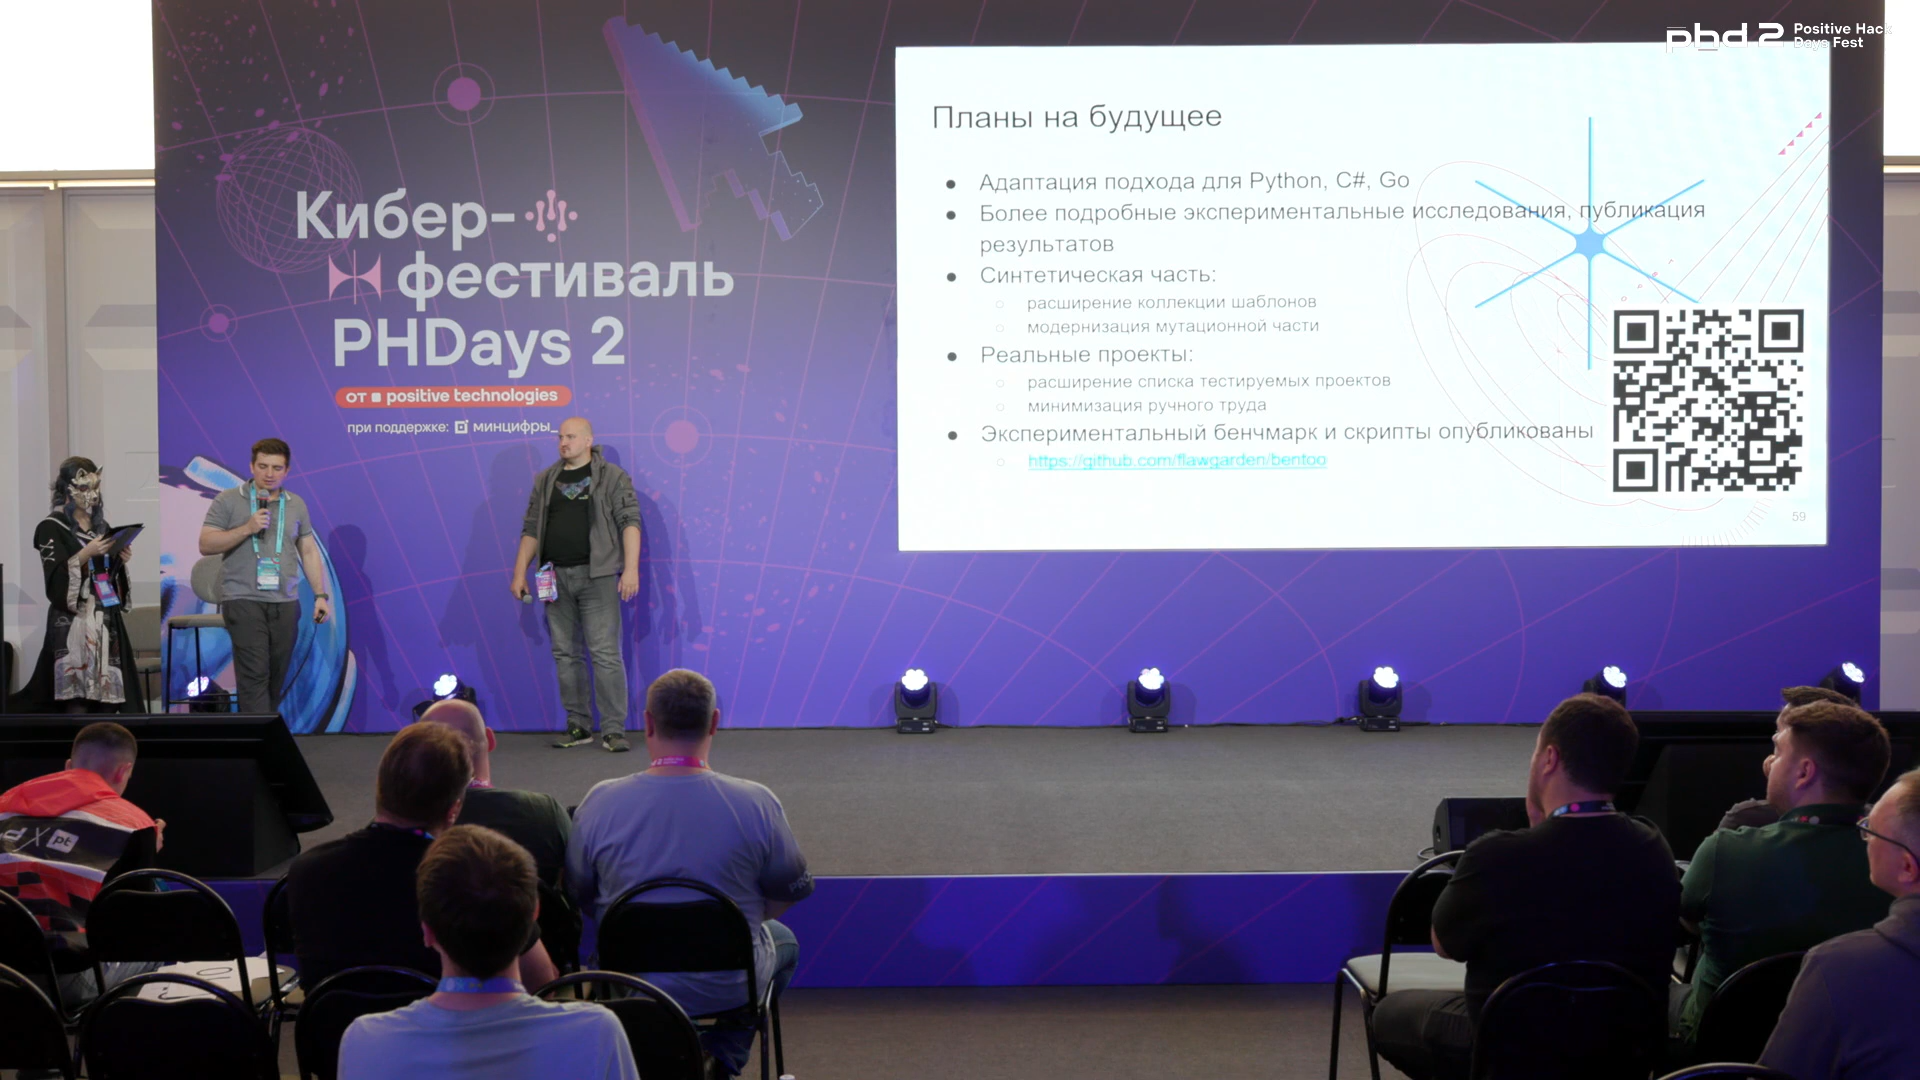 phd 2 Positive Hack
Days Fest
Кибер-
фестиваль
PHDays 2
от positive technologies
при поддержке: минцифры_
Планы на будущее
● Адаптация подхода для Python, C#, Go
● Более подробные экспериментальные исследования, публикация
результатов
● Синтетическая часть:
○ расширение коллекции шаблонов
○ модернизация мутационной части
● Реальные проекты:
○ расширение списка тестируемых проектов
○ минимизация ручного труда
● Экспериментальный бенчмарк и скрипты опубликованы
○ https://github.com/flawgarden/bentoo
59
d X pt